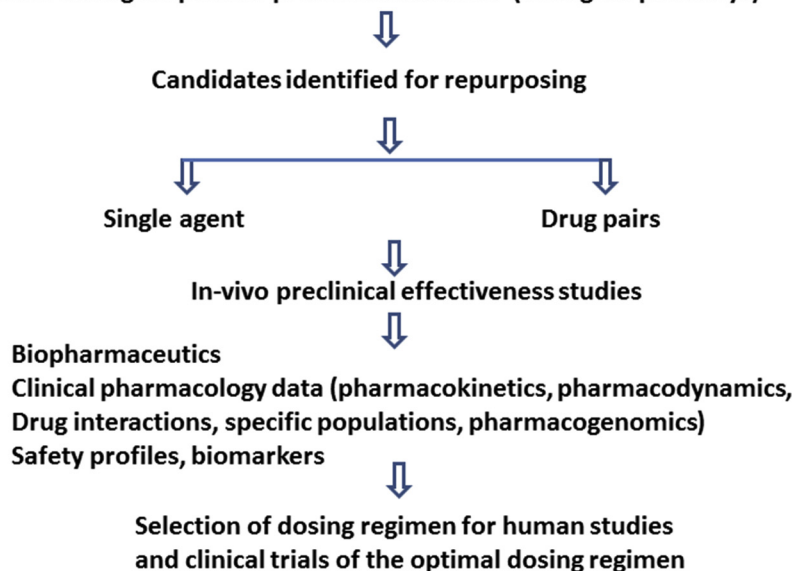 Candidates identified for repurposing
Single agent
Drug pairs
In-vivo preclinical effectiveness studies
Biopharmaceutics
Clinical pharmacology data (pharmacokinetics, pharmacodynamics,
Drug interactions, specific populations, pharmacogenomics)
Safety profiles, biomarkers
Selection of dosing regimen for human studies
and clinical trials of the optimal dosing regimen